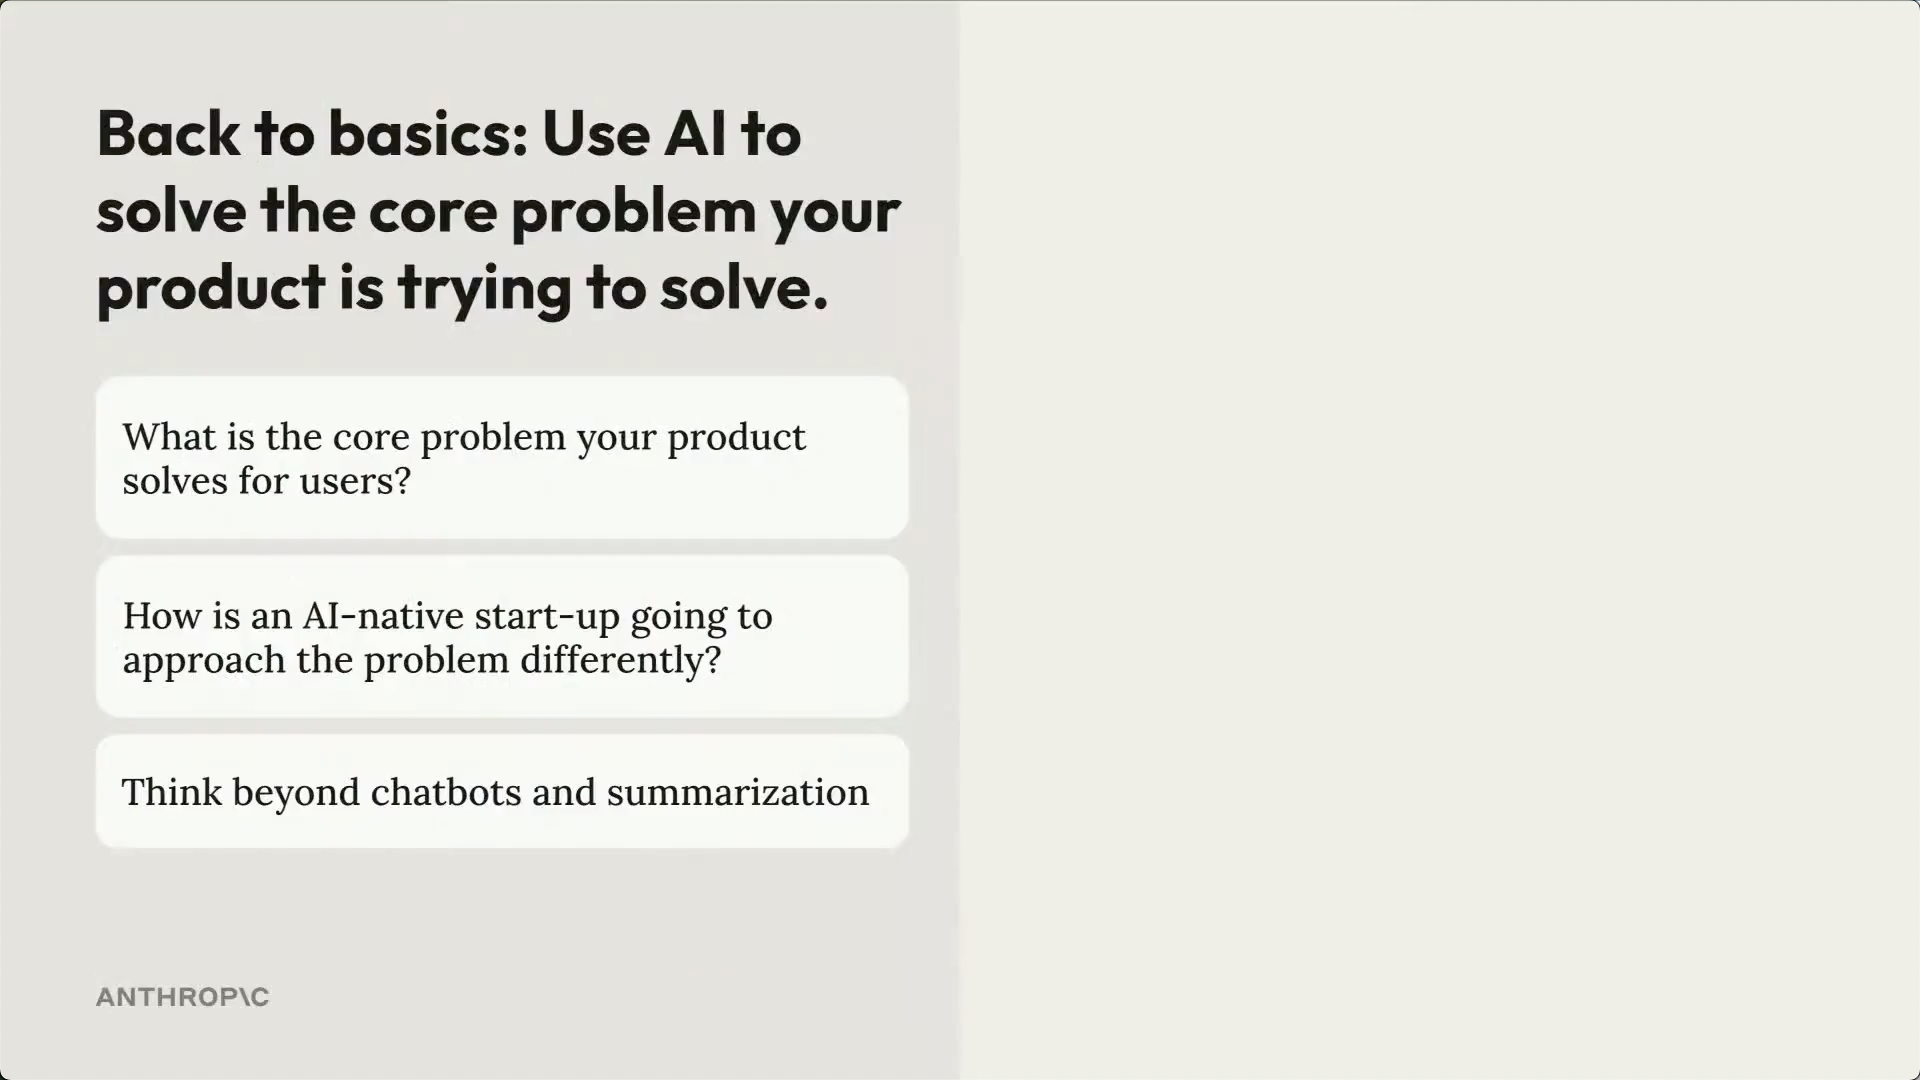 Back to basics: Use AI to
solve the core problem your
product is trying to solve.
What is the core problem your product
solves for users?
How is an AI-native start-up going to
approach the problem differently?
Think beyond chatbots and summarization
ANTHROP\C